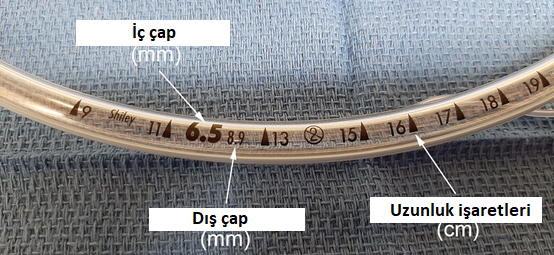 İç çap
(mm)
9 Shiley 11 6.5 8.9 13 2 15 16 17 18 19
Dış çap
(mm)
Uzunluk işaretleri
(cm)